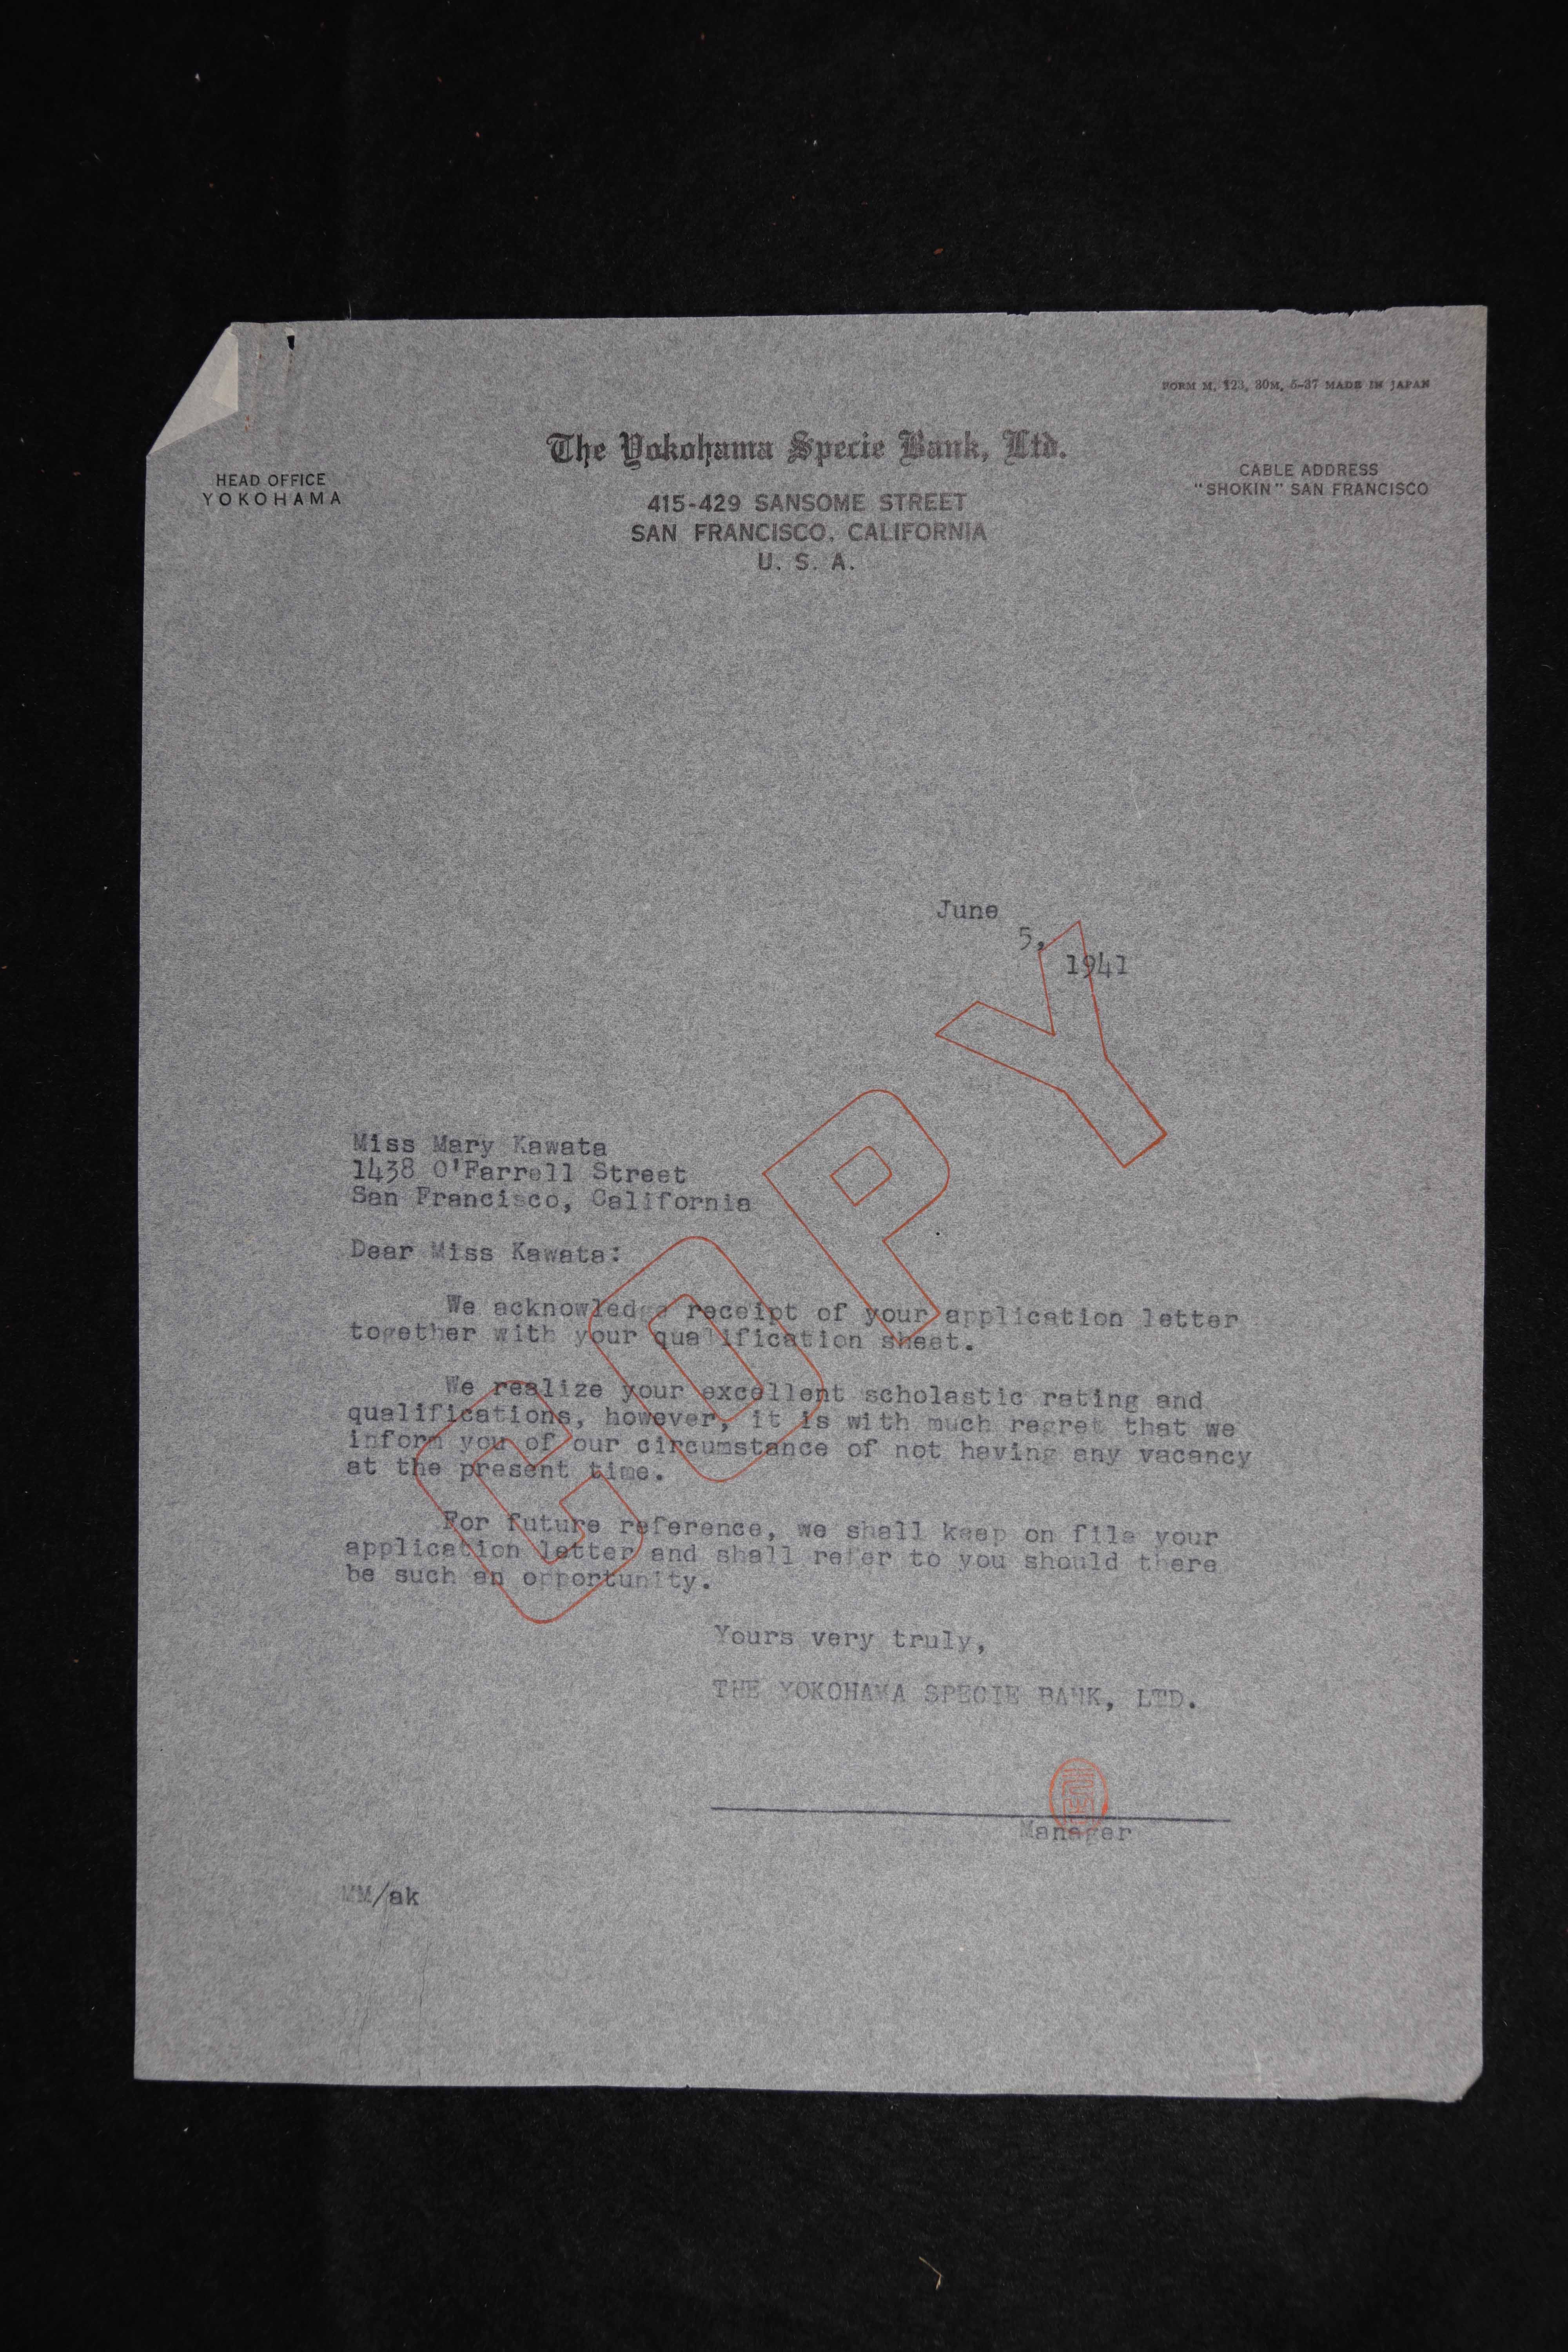 FORM M. 123, 30M, 5-37 MADE IN JAPAN
The Yokohama Specie Bank, Ltd.
HEAD OFFICE
YOKOHAMA
CABLE ADDRESS
"SHOKIN" SAN FRANCISCO
415-429 SANSOME STREET
SAN FRANCISCO, CALIFORNIA
U. S. A.
June
5,
1941
COPY
Miss Mary Kawata
1438 O'Farrell Street
San Francisco, California
Dear Miss Kawata:
We acknowledge receipt of your application letter
together with your qualification sheet.
We realize your excellent scholastic rating and
qualifications, however, it is with much regret that we
inform you of our circumstance of not having any vacancy
at the present time.
For future reference, we shall keep on file your
application letter and shall refer to you should there
be such an opportunity.
Yours very truly,
THE YOKOHAMA SPECIE BANK, LTD.
Manager
MM/ak